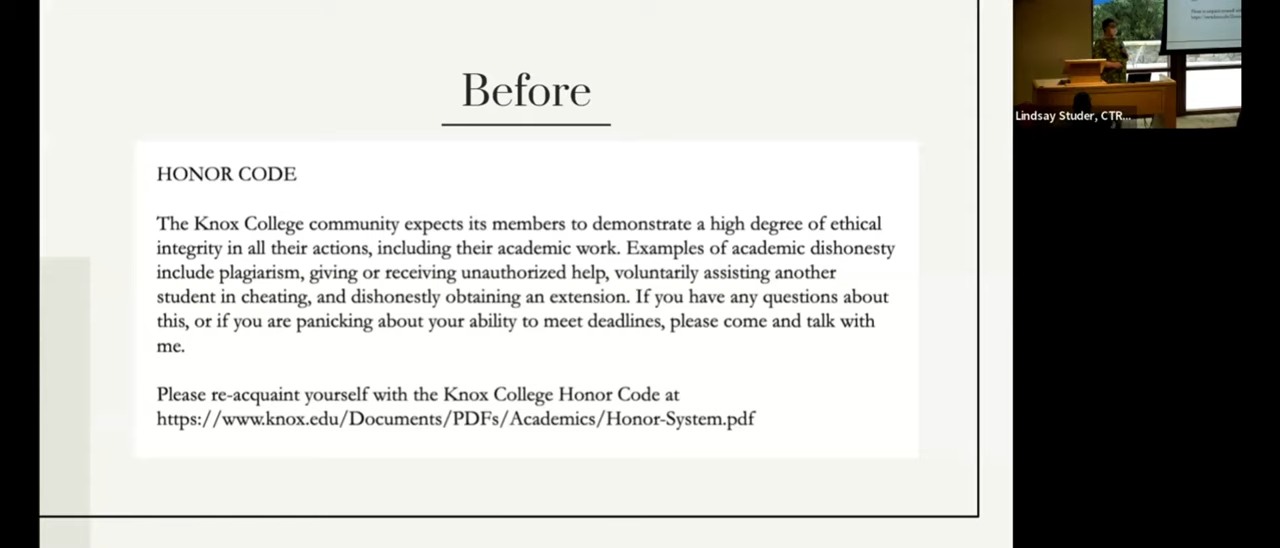 Before
HONOR CODE
The Knox College community expects its members to demonstrate a high degree of ethical
integrity in all their actions, including their academic work. Examples of academic dishonesty
include plagiarism, giving or receiving unauthorized help, voluntarily assisting another
student in cheating, and dishonestly obtaining an extension. If you have any questions about
this, or if you are panicking about your ability to meet deadlines, please come and talk with
me.
Please re-acquaint yourself with the Knox College Honor Code at
https://www.knox.edu/Documents/PDFs/Academics/Honor-System.pdf
Lindsay Studer, CTR...